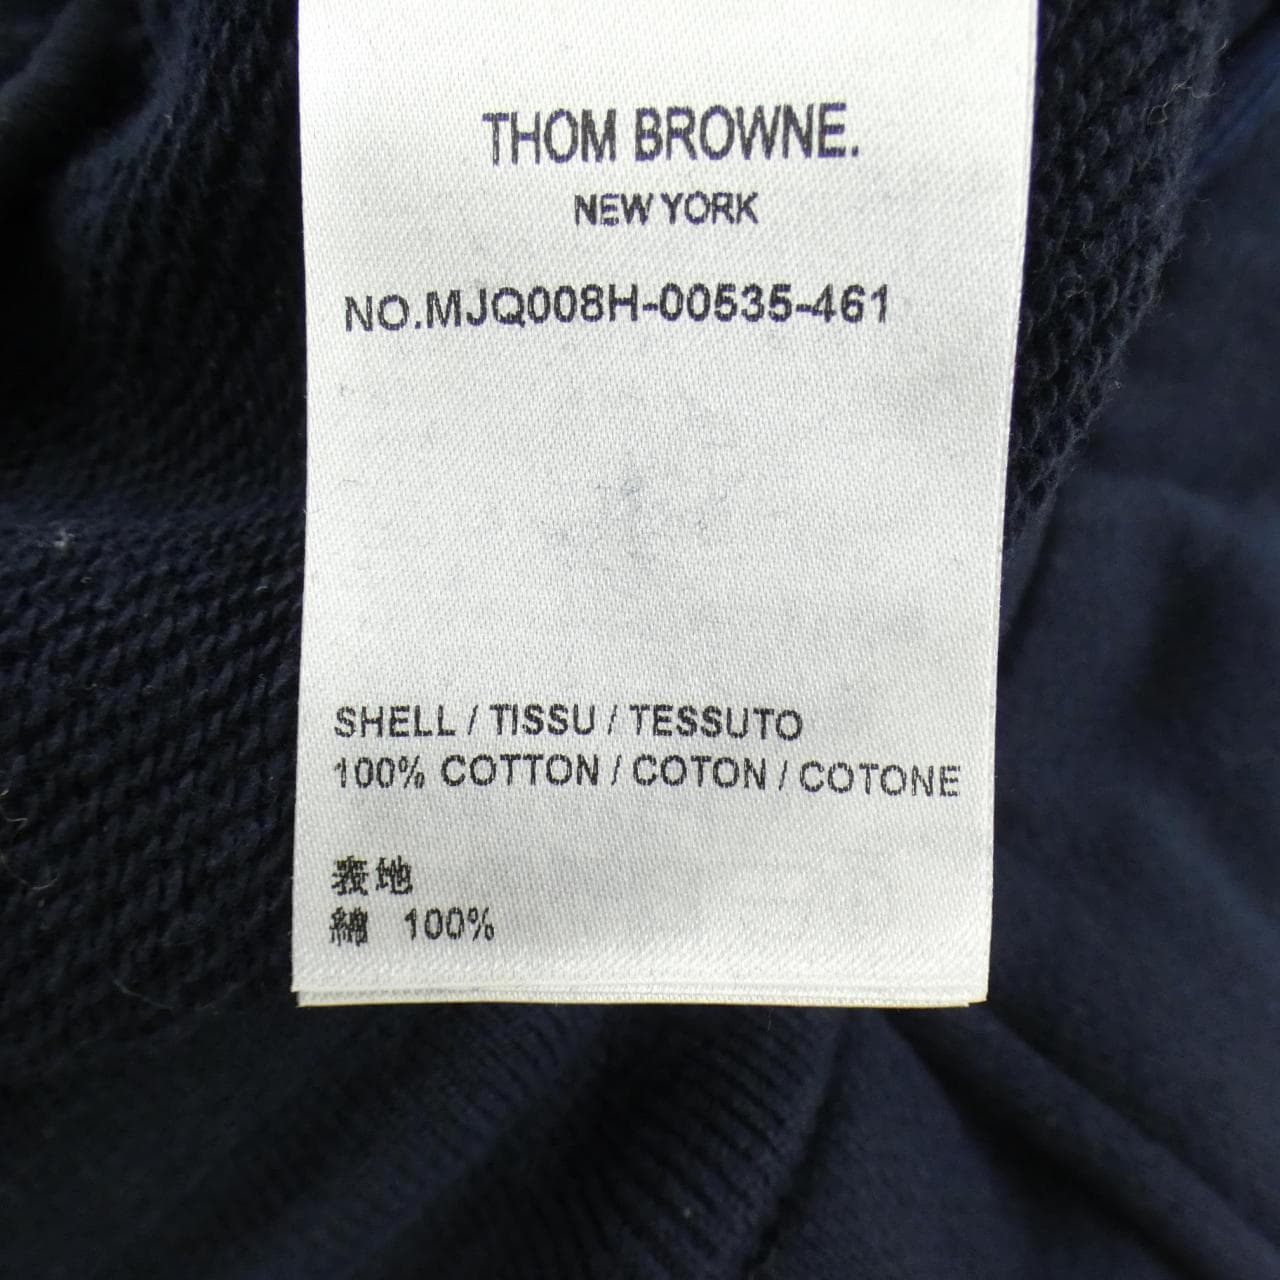 THOM BROWNE.
NEW YORK
NO.MJQ008H-00535-461
SHELL / TISSU / TESSUTO
100% COTTON / COTON / COTONE
表地
綿 100%